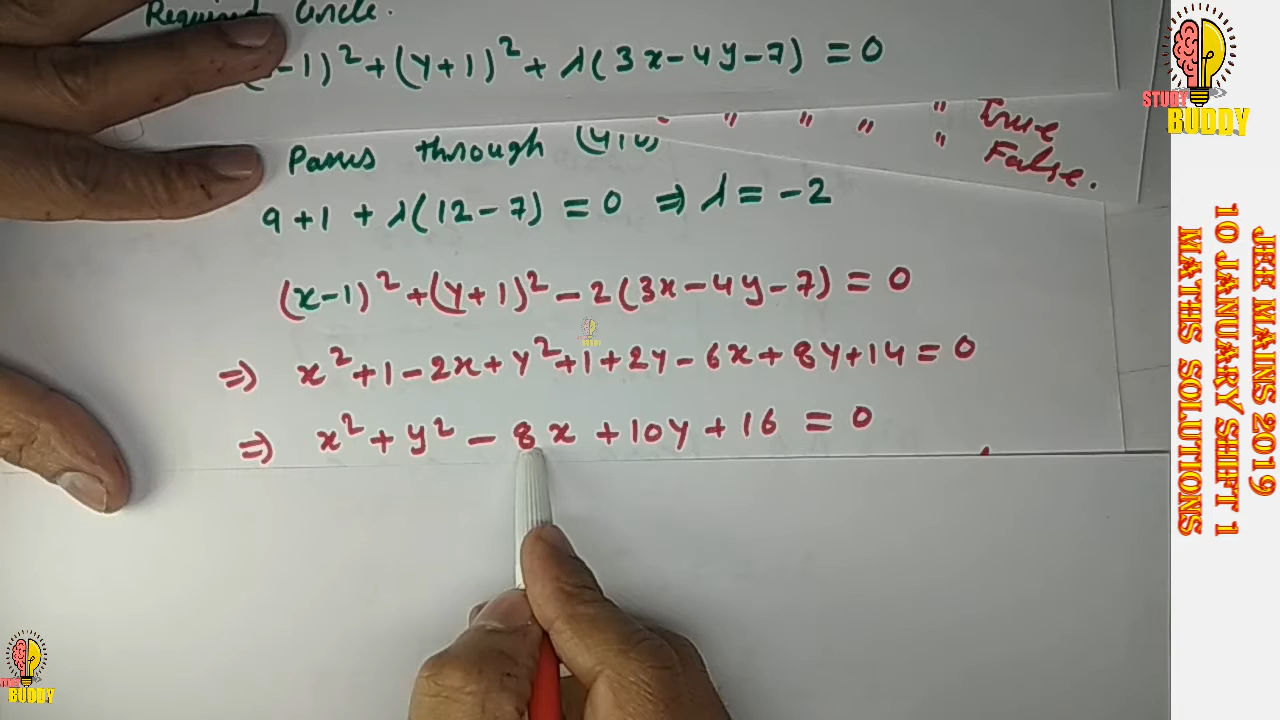 Required Circle.
-1)² + (y+1)² + λ(3x-4y-7) = 0
" " " " " True
" False.
Passes through (4,0)
9+1 + λ(12-7) = 0 ⇒ λ = -2
(x-1)² + (y+1)² - 2(3x-4y-7) = 0
⇒ x² + 1 - 2x + y² + 1 + 2y - 6x + 8y + 14 = 0
⇒ x² + y² - 8x + 10y + 16 = 0
STUDY
BUDDY
JEE MAINS 2019
10 JANUARY SHIFT 1
MATHS SOLUTIONS
BUDDY